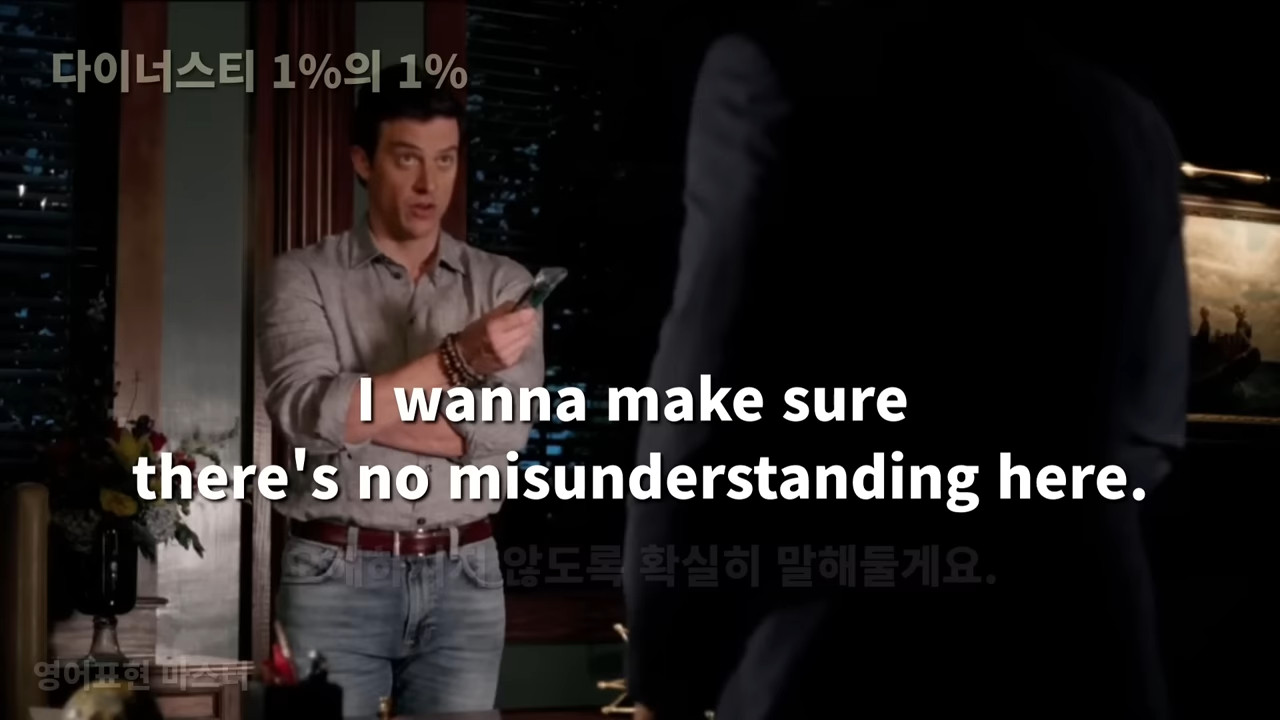 다이너스티 1%의 1%
I wanna make sure
there's no misunderstanding here.
않도록 확실히 말해둘게요.
영어표현 마스터